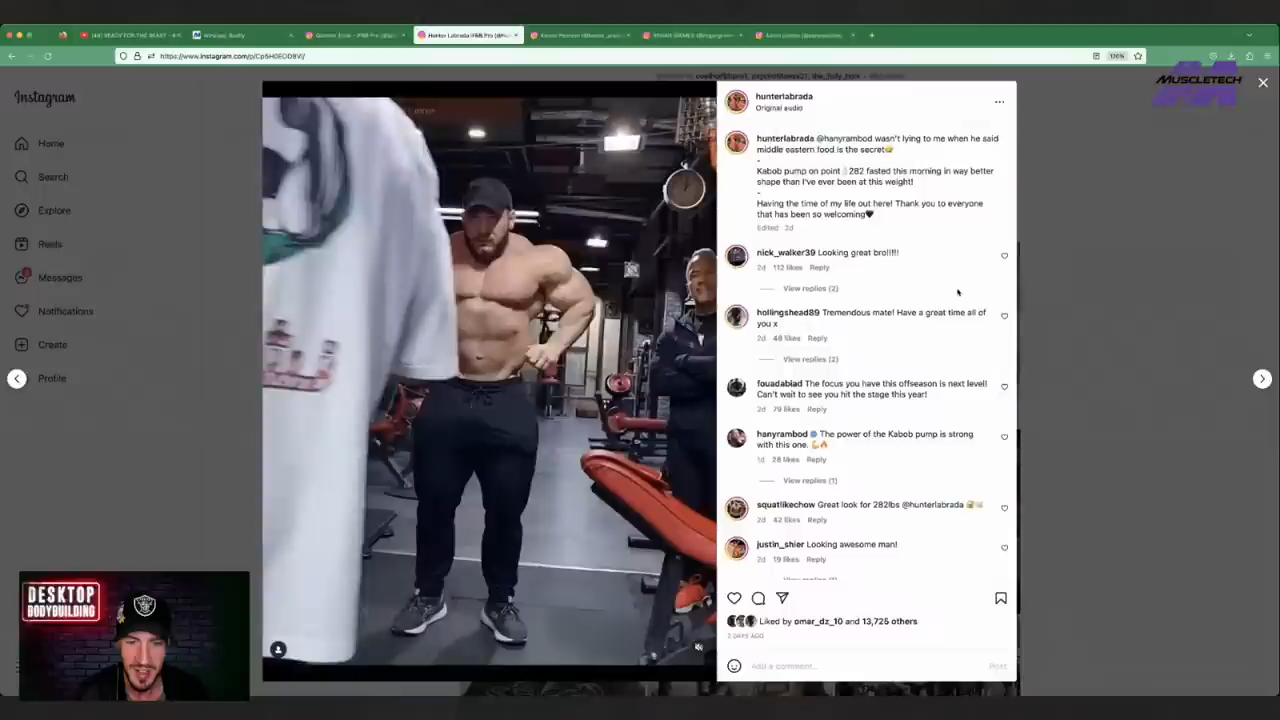 READY FOR THE BEAST
https://www.instagram.com/p/Cp5H0EODBVI/
120%
MUSCLETECH
Instagram
Home
Search
Explore
Reels
Messages
Notifications
Create
Profile
hunterlabrada
Original audio
hunterlabrada @hanyrambod wasn't lying to me when he said
middle eastern food is the secret😂
-
Kabob pump on point 282 fasted this morning in way better
shape than I've ever been at this weight!
-
Having the time of my life out here! Thank you to everyone
that has been so welcoming🖤
Edited 2d
nick_walker39 Looking great bro!!!!!
2d 112 likes Reply
View replies (2)
hollingshead89 Tremendous mate! Have a great time all of
you x
2d 48 likes Reply
View replies (2)
fouadabiad The focus you have this offseason is next level!
Can't wait to see you hit the stage this year!
2d 79 likes Reply
hanyrambod The power of the Kabob pump is strong
with this one. 💪🔥
1d 28 likes Reply
View replies (1)
squatlikechow Great look for 282lbs @hunterlabrada
2d 42 likes Reply
justin_shier Looking awesome man!
2d 19 likes Reply
Liked by omar_dz_10 and 13,725 others
2 DAYS AGO
Add a comment...
Post
DESKTOP
BODYBUILDING